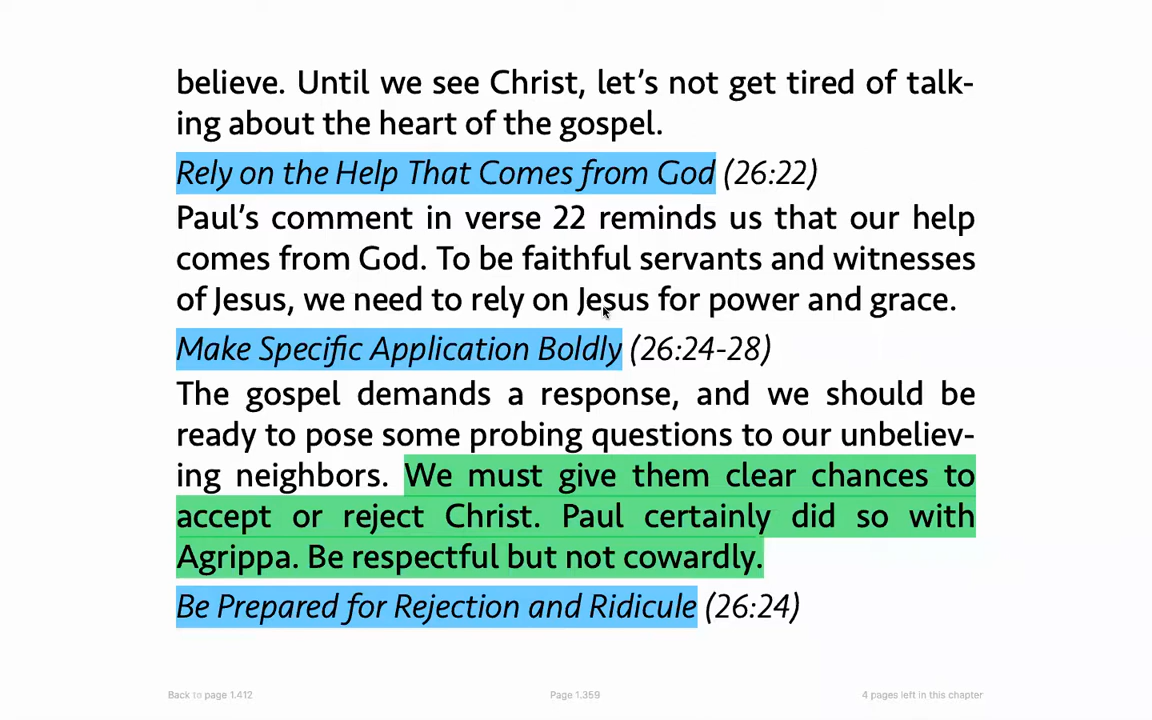 believe. Until we see Christ, let’s not get tired of talk-
ing about the heart of the gospel.
Rely on the Help That Comes from God (26:22)
Paul’s comment in verse 22 reminds us that our help
comes from God. To be faithful servants and witnesses
of Jesus, we need to rely on Jesus for power and grace.
Make Specific Application Boldly (26:24-28)
The gospel demands a response, and we should be
ready to pose some probing questions to our unbeliev-
ing neighbors. We must give them clear chances to
accept or reject Christ. Paul certainly did so with
Agrippa. Be respectful but not cowardly.
Be Prepared for Rejection and Ridicule (26:24)
Back to page 1.412
Page 1.359
4 pages left in this chapter